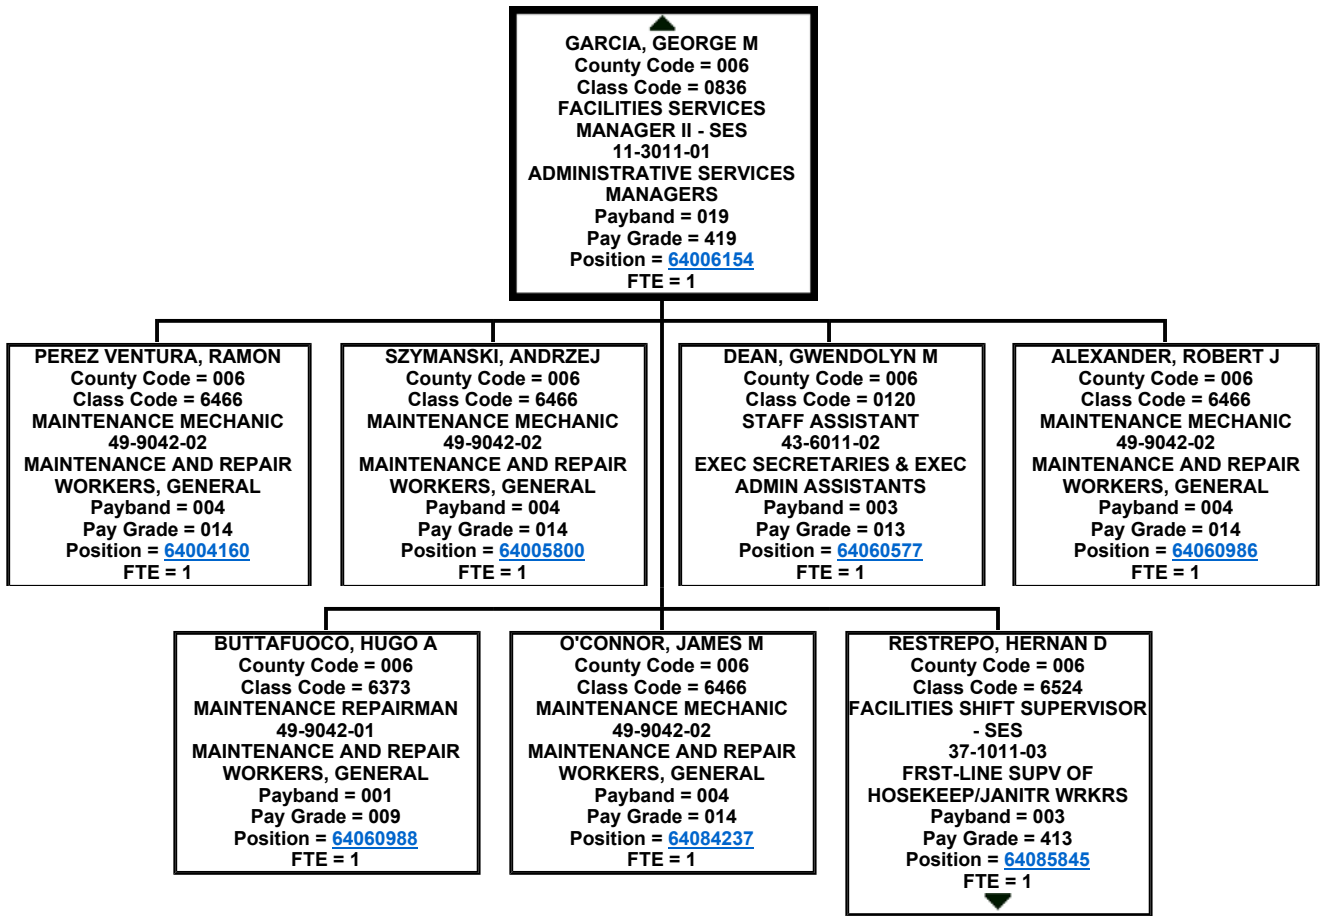 GARCIA, GEORGE M
County Code = 006
Class Code = 0836
FACILITIES SERVICES
MANAGER II - SES
11-3011-01
ADMINISTRATIVE SERVICES
MANAGERS
Payband = 019
Pay Grade = 419
Position = 64006154
FTE = 1
PEREZ VENTURA, RAMON
County Code = 006
Class Code = 6466
MAINTENANCE MECHANIC
49-9042-02
MAINTENANCE AND REPAIR
WORKERS, GENERAL
Payband = 004
Pay Grade = 014
Position = 64004160
FTE = 1
SZYMANSKI, ANDRZEJ
County Code = 006
Class Code = 6466
MAINTENANCE MECHANIC
49-9042-02
MAINTENANCE AND REPAIR
WORKERS, GENERAL
Payband = 004
Pay Grade = 014
Position = 64005800
FTE = 1
DEAN, GWENDOLYN M
County Code = 006
Class Code = 0120
STAFF ASSISTANT
43-6011-02
EXEC SECRETARIES & EXEC
ADMIN ASSISTANTS
Payband = 003
Pay Grade = 013
Position = 64060577
FTE = 1
ALEXANDER, ROBERT J
County Code = 006
Class Code = 6466
MAINTENANCE MECHANIC
49-9042-02
MAINTENANCE AND REPAIR
WORKERS, GENERAL
Payband = 004
Pay Grade = 014
Position = 64060986
FTE = 1
BUTTAFUOCO, HUGO A
County Code = 006
Class Code = 6373
MAINTENANCE REPAIRMAN
49-9042-01
MAINTENANCE AND REPAIR
WORKERS, GENERAL
Payband = 001
Pay Grade = 009
Position = 64060988
FTE = 1
O'CONNOR, JAMES M
County Code = 006
Class Code = 6466
MAINTENANCE MECHANIC
49-9042-02
MAINTENANCE AND REPAIR
WORKERS, GENERAL
Payband = 004
Pay Grade = 014
Position = 64084237
FTE = 1
RESTREPO, HERNAN D
County Code = 006
Class Code = 6524
FACILITIES SHIFT SUPERVISOR
- SES
37-1011-03
FRST-LINE SUPV OF
HOSEKEEP/JANITR WRKRS
Payband = 003
Pay Grade = 413
Position = 64085845
FTE = 1